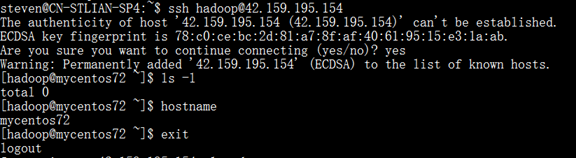 steven@CN-STLIAN-SP4:~$ ssh hadoop@42.159.195.154
The authenticity of host '42.159.195.154 (42.159.195.154)' can't be established.
ECDSA key fingerprint is 78:c0:ce:bc:2d:81:a7:8f:af:40:61:95:15:e3:1a:ab.
Are you sure you want to continue connecting (yes/no)? yes
Warning: Permanently added '42.159.195.154' (ECDSA) to the list of known hosts.
[hadoop@mycentos72 ~]$ ls -l
total 0
[hadoop@mycentos72 ~]$ hostname
mycentos72
[hadoop@mycentos72 ~]$ exit
logout